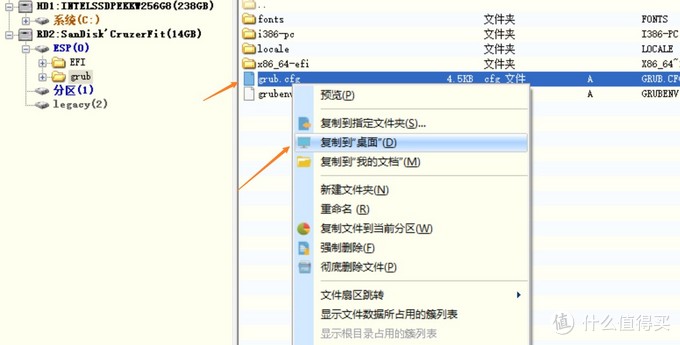 HD1:INTELSSDPEKKW256G8(238GB)
系统(C:)
RD2:SanDisk'CruzerFit(14GB)
ESP(0)
EFI
grub
分区(1)
legacy(2)
..
fonts 文件夹 FONTS
i386-pc 文件夹 I386-PC
locale 文件夹 LOCALE
x86_64-efi 文件夹 X86_64~
grub.cfg 4.5KB cfg 文件 A GRUB.CF
grubenv A GRUBENV
预览(P)
复制到指定文件夹(S)...
复制到“桌面”(D)
复制到“我的文档”(M)
新建文件夹(N)
重命名 (R)
复制文件到当前分区(W)
强制删除(F)
彻底删除文件(P)
文件扇区跳转
显示文件数据所占用的簇列表
显示根目录占用的簇列表
值 什么值得买